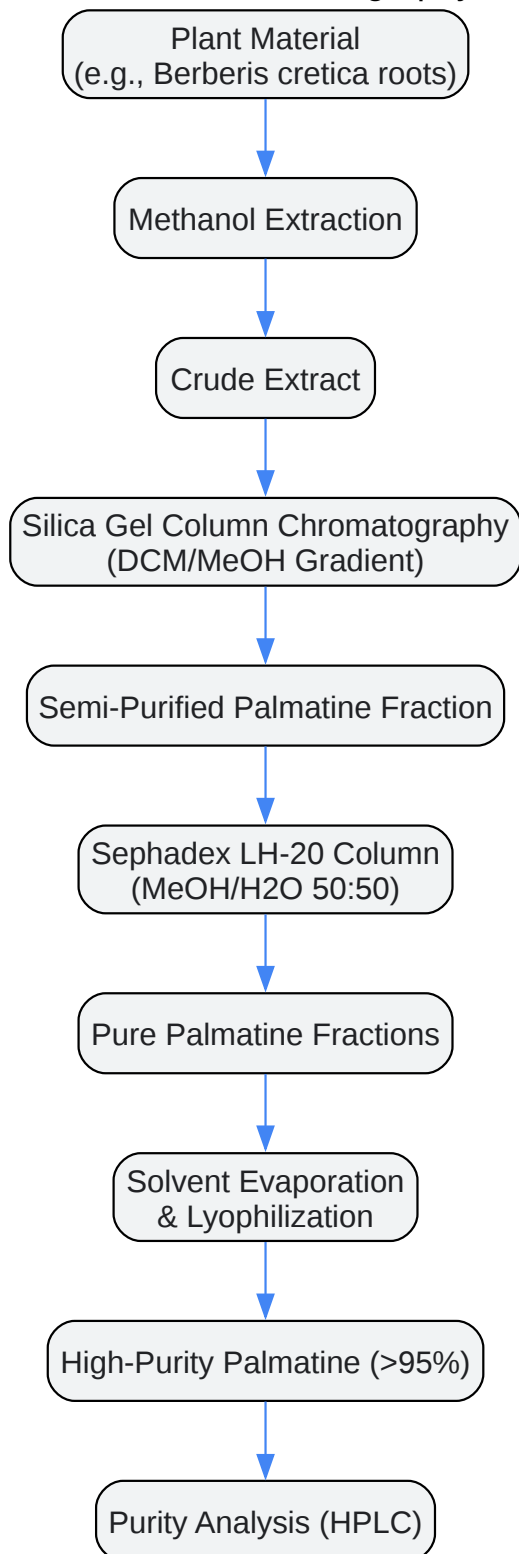 Plant Material
(e.g., Berberis cretica roots)
Methanol Extraction
Crude Extract
Silica Gel Column Chromatography
(DCM/MeOH Gradient)
Semi-Purified Palmatine Fraction
Sephadex LH-20 Column
(MeOH/H2O 50:50)
Pure Palmatine Fractions
Solvent Evaporation
& Lyophilization
High-Purity Palmatine (>95%)
Purity Analysis (HPLC)